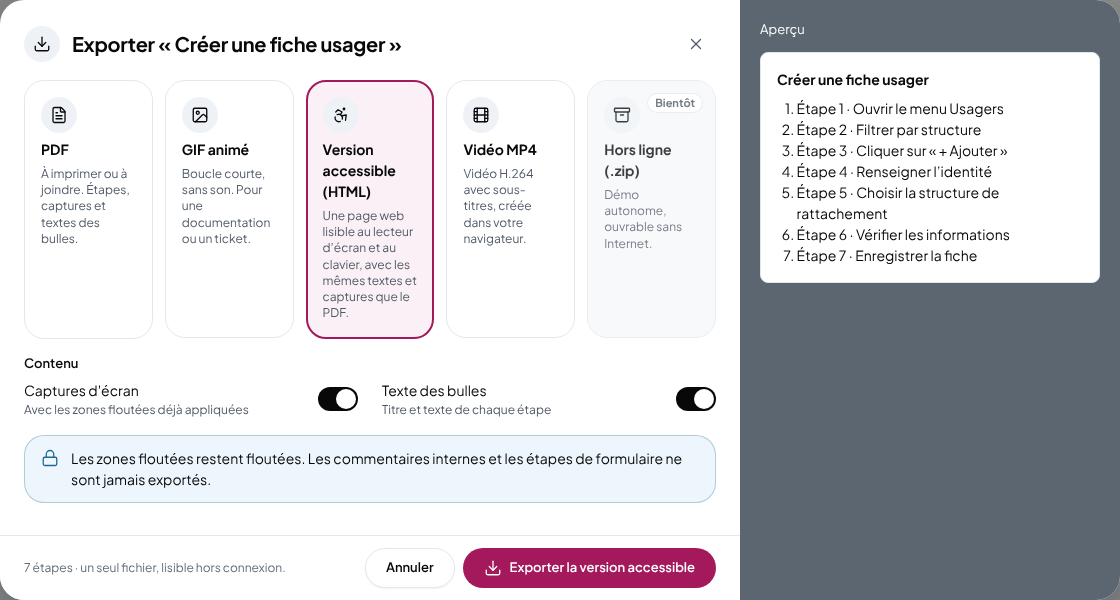 Exporter « Créer une fiche usager »
PDF
À imprimer ou à
joindre. Étapes,
captures et
textes des
bulles.
GIF animé
Boucle courte,
sans son. Pour
une
documentation
ou un ticket.
Version
accessible
(HTML)
Une page web
lisible au lecteur
d'écran et au
clavier, avec les
mêmes textes et
captures que le
PDF.
Vidéo MP4
Vidéo H.264
avec sous-
titres, créée
dans votre
navigateur.
Bientôt
Hors ligne
(.zip)
Démo
autonome,
ouvrable sans
Internet.
Contenu
Captures d'écran
Avec les zones floutées déjà appliquées
Texte des bulles
Titre et texte de chaque étape
Les zones floutées restent floutées. Les commentaires internes et les étapes de formulaire ne
sont jamais exportés.
7 étapes · un seul fichier, lisible hors connexion.
Annuler
Exporter la version accessible
Aperçu
Créer une fiche usager
1. Étape 1 · Ouvrir le menu Usagers
2. Étape 2 · Filtrer par structure
3. Étape 3 · Cliquer sur « + Ajouter »
4. Étape 4 · Renseigner l'identité
5. Étape 5 · Choisir la structure de
rattachement
6. Étape 6 · Vérifier les informations
7. Étape 7 · Enregistrer la fiche